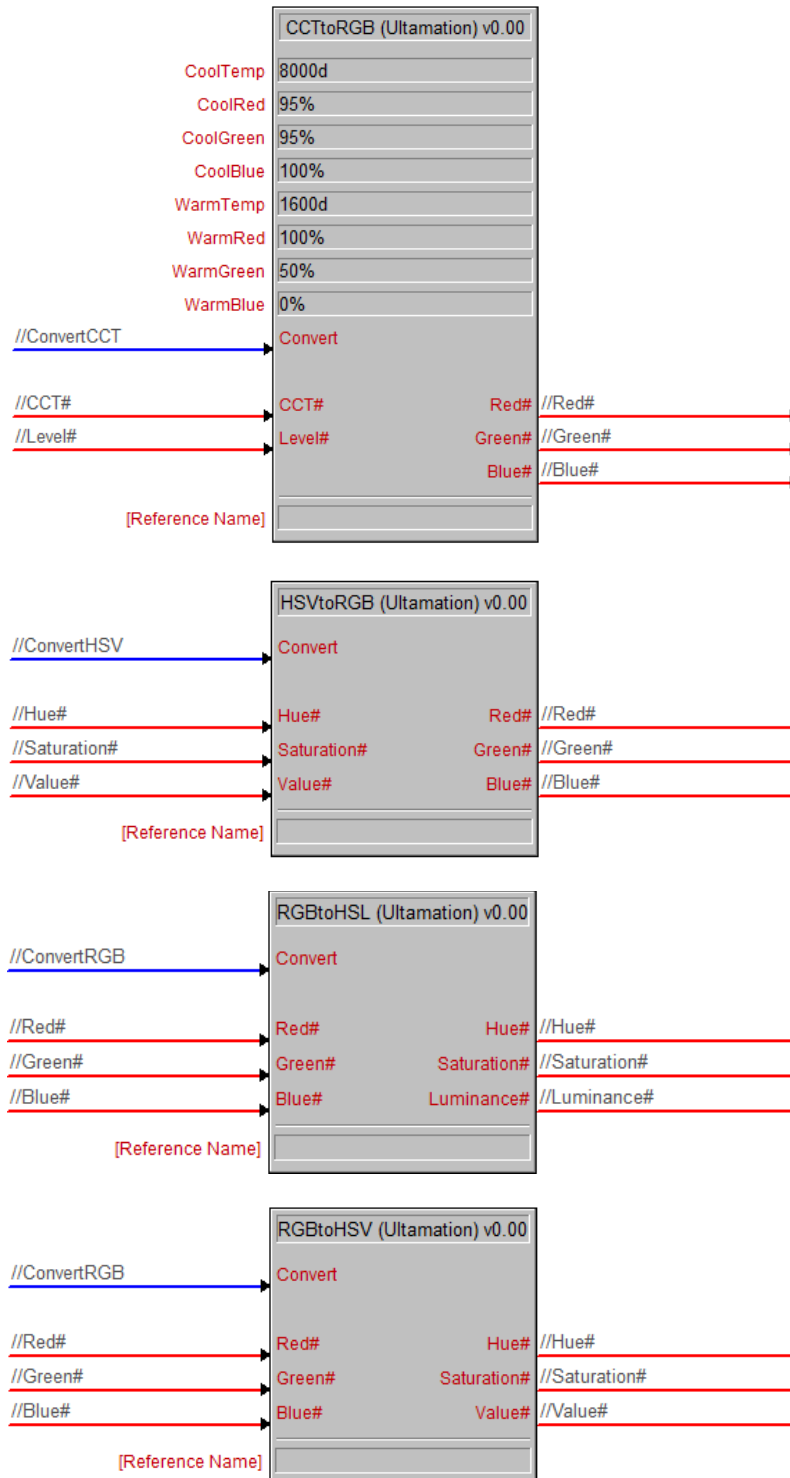 CCTtoRGB (Ultamation) v0.00
CoolTemp 8000d
CoolRed 95%
CoolGreen 95%
CoolBlue 100%
WarmTemp 1600d
WarmRed 100%
WarmGreen 50%
WarmBlue 0%
//ConvertCCT Convert
//CCT# CCT# Red# //Red#
//Level# Level# Green# //Green#
Blue# //Blue#
[Reference Name]
HSVtoRGB (Ultamation) v0.00
//ConvertHSV Convert
//Hue# Hue# Red# //Red#
//Saturation# Saturation# Green# //Green#
//Value# Value# Blue# //Blue#
[Reference Name]
RGBtoHSL (Ultamation) v0.00
//ConvertRGB Convert
//Red# Red# Hue# //Hue#
//Green# Green# Saturation# //Saturation#
//Blue# Blue# Luminance# //Luminance#
[Reference Name]
RGBtoHSV (Ultamation) v0.00
//ConvertRGB Convert
//Red# Red# Hue# //Hue#
//Green# Green# Saturation# //Saturation#
//Blue# Blue# Value# //Value#
[Reference Name]